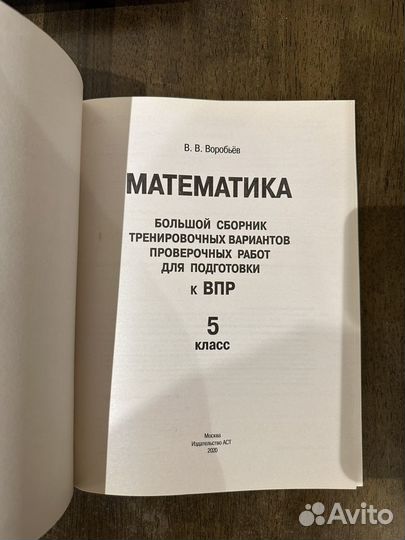 В. В. Воробьёв
МАТЕМАТИКА
БОЛЬШОЙ СБОРНИК
ТРЕНИРОВОЧНЫХ ВАРИАНТОВ
ПРОВЕРОЧНЫХ РАБОТ
ДЛЯ ПОДГОТОВКИ
К ВПР
5
КЛАСС
Москва
Издательство АСТ
2020
Avito